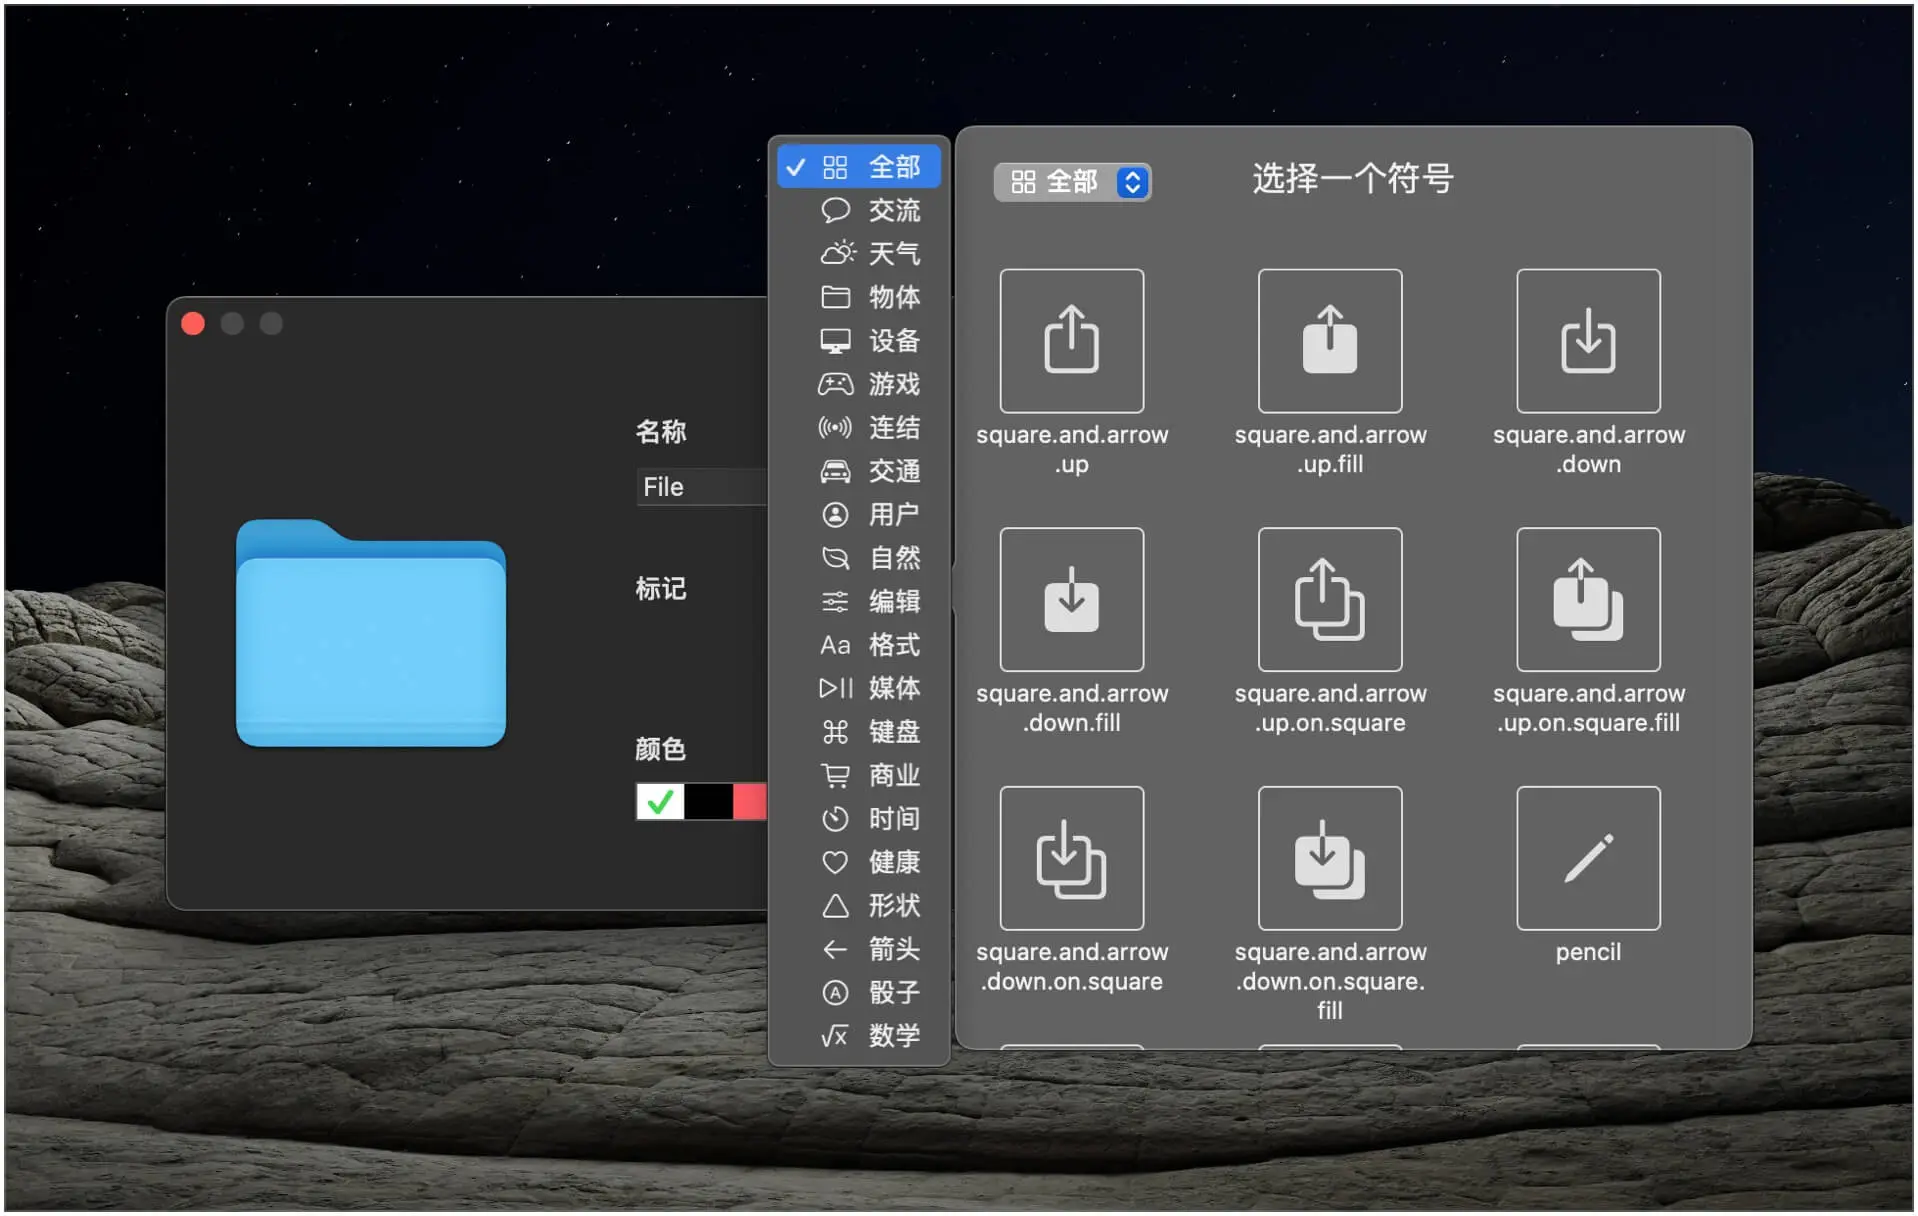 名称
File
标记
颜色
全部
交流
天气
物体
设备
游戏
连结
交通
用户
自然
编辑
Aa 格式
媒体
键盘
商业
时间
健康
形状
箭头
A 骰子
√x 数学
全部
选择一个符号
square.and.arrow
.up
square.and.arrow
.up.fill
square.and.arrow
.down
square.and.arrow
.down.fill
square.and.arrow
.up.on.square
square.and.arrow
.up.on.square.fill
square.and.arrow
.down.on.square
square.and.arrow
.down.on.square.
fill
pencil